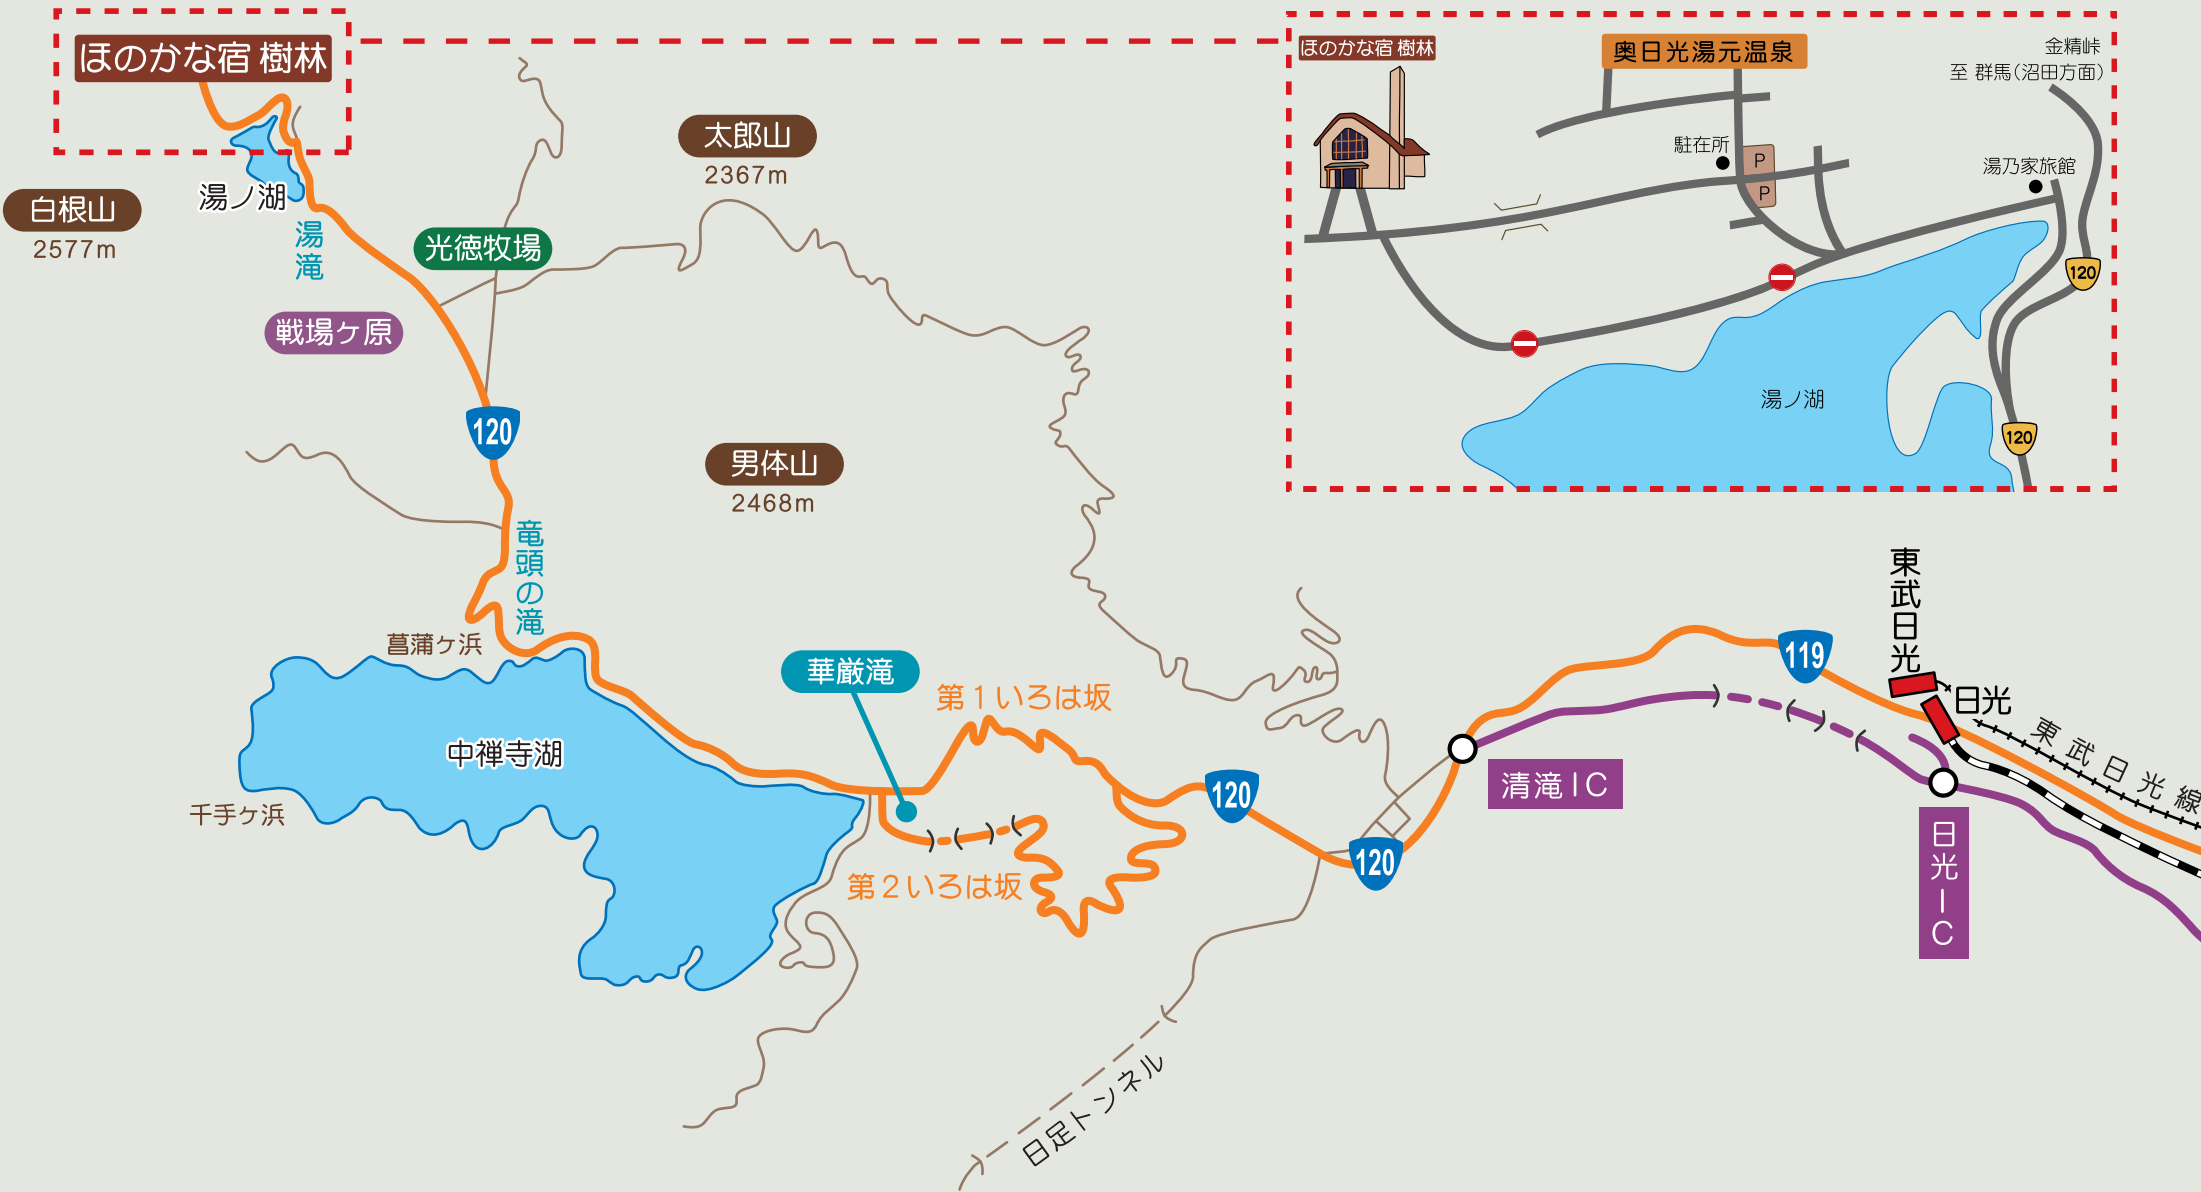 ほのかな宿 樹林
湯ノ湖
白根山
2577m
湯滝
光徳牧場
戦場ヶ原
120
太郎山
2367m
男体山
2468m
竜頭の滝
菖蒲ヶ浜
中禅寺湖
千手ヶ浜
華厳滝
第1いろは坂
第2いろは坂
120
120
日足トンネル
清滝IC
119
東武日光
日光
東武日光線
日光IC
ほのかな宿 樹林
奥日光湯元温泉
金精峠
至 群馬(沼田方面)
駐在所
P
P
湯乃家旅館
120
湯ノ湖
120